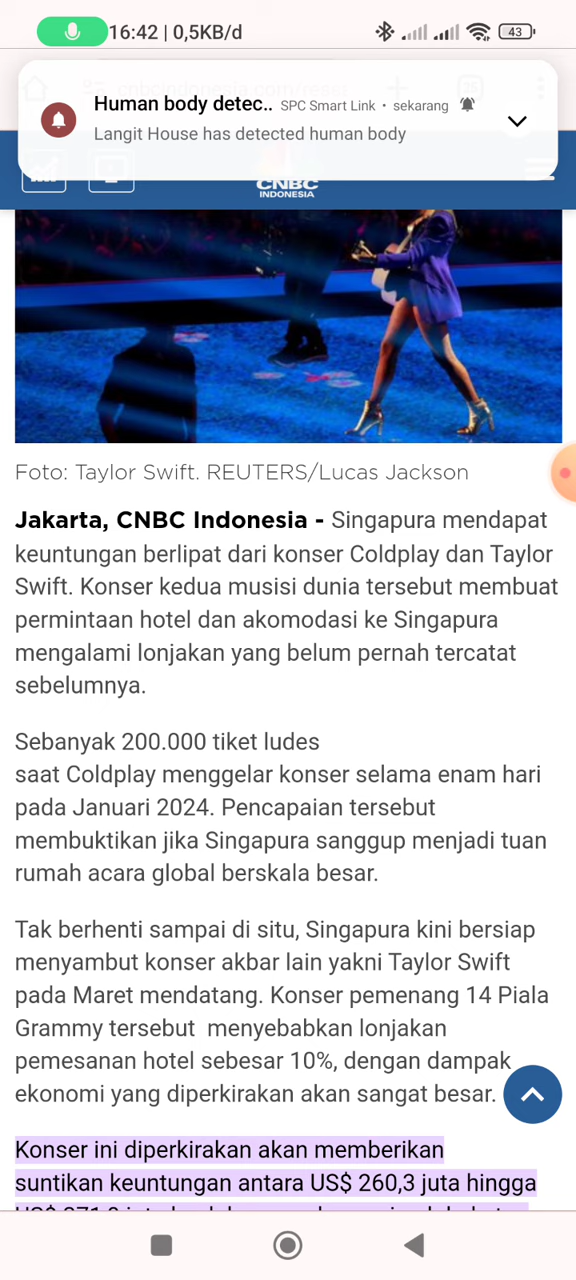 16:42 | 0,5KB/d
43
Human body detec.. SPC Smart Link • sekarang
Langit House has detected human body
CNBC
INDONESIA
Foto: Taylor Swift. REUTERS/Lucas Jackson
Jakarta, CNBC Indonesia - Singapura mendapat
keuntungan berlipat dari konser Coldplay dan Taylor
Swift. Konser kedua musisi dunia tersebut membuat
permintaan hotel dan akomodasi ke Singapura
mengalami lonjakan yang belum pernah tercatat
sebelumnya.
Sebanyak 200.000 tiket ludes
saat Coldplay menggelar konser selama enam hari
pada Januari 2024. Pencapaian tersebut
membuktikan jika Singapura sanggup menjadi tuan
rumah acara global berskala besar.
Tak berhenti sampai di situ, Singapura kini bersiap
menyambut konser akbar lain yakni Taylor Swift
pada Maret mendatang. Konser pemenang 14 Piala
Grammy tersebut menyebabkan lonjakan
pemesanan hotel sebesar 10%, dengan dampak
ekonomi yang diperkirakan akan sangat besar.
Konser ini diperkirakan akan memberikan
suntikan keuntungan antara US$ 260,3 juta hingga